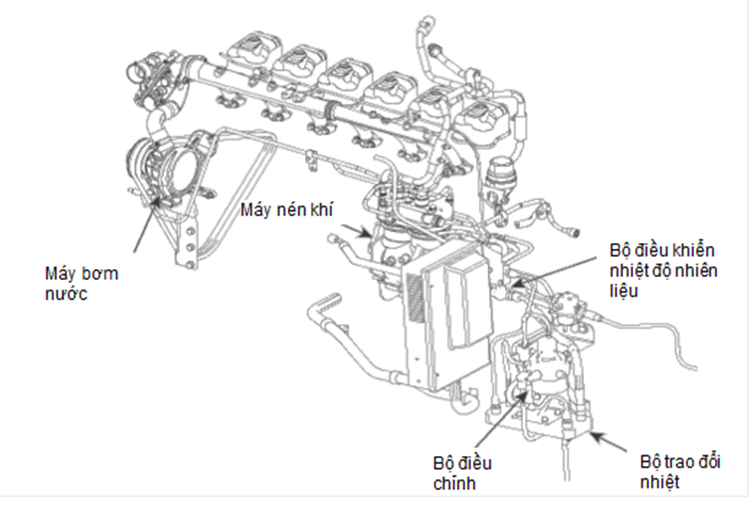 Máy nén khí
Máy bơm
nước
Bộ điều khiển
nhiệt độ nhiên
liệu
Bộ điều
chính
Bộ trao đổi
nhiệt